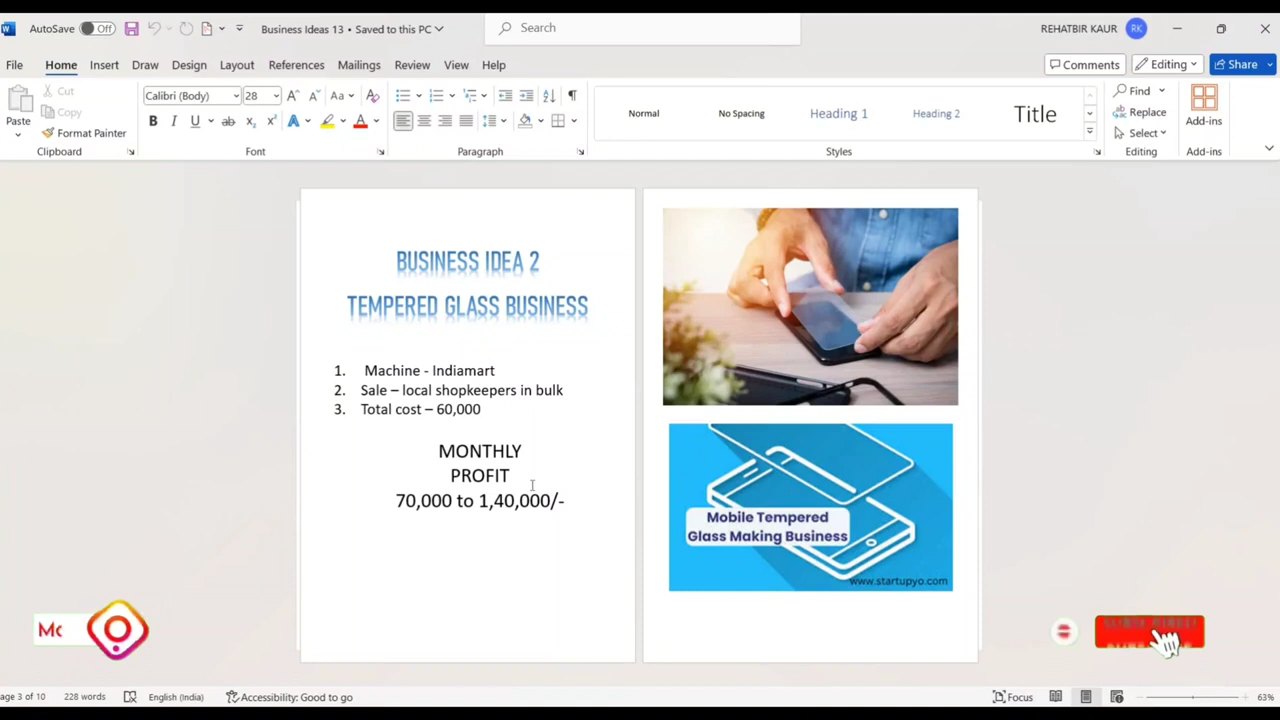 AutoSave Off
Business Ideas 13 • Saved to this PC
Search
REHATBIR KAUR
RK
File Home Insert Draw Design Layout References Mailings Review View Help
Comments
Editing
Share
Paste
Cut
Copy
Format Painter
Calibri (Body)
28
Normal
No Spacing
Heading 1
Heading 2
Title
Find
Replace
Select
Add-ins
Clipboard
Font
Paragraph
Styles
Editing
Add-ins
BUSINESS IDEA 2
TEMPERED GLASS BUSINESS
1. Machine - Indiamart
2. Sale – local shopkeepers in bulk
3. Total cost – 60,000
MONTHLY
PROFIT
70,000 to 1,40,000/-
Mobile Tempered
Glass Making Business
www.startupyo.com
age 3 of 10
228 words
English (India)
Accessibility: Good to go
Focus
63%